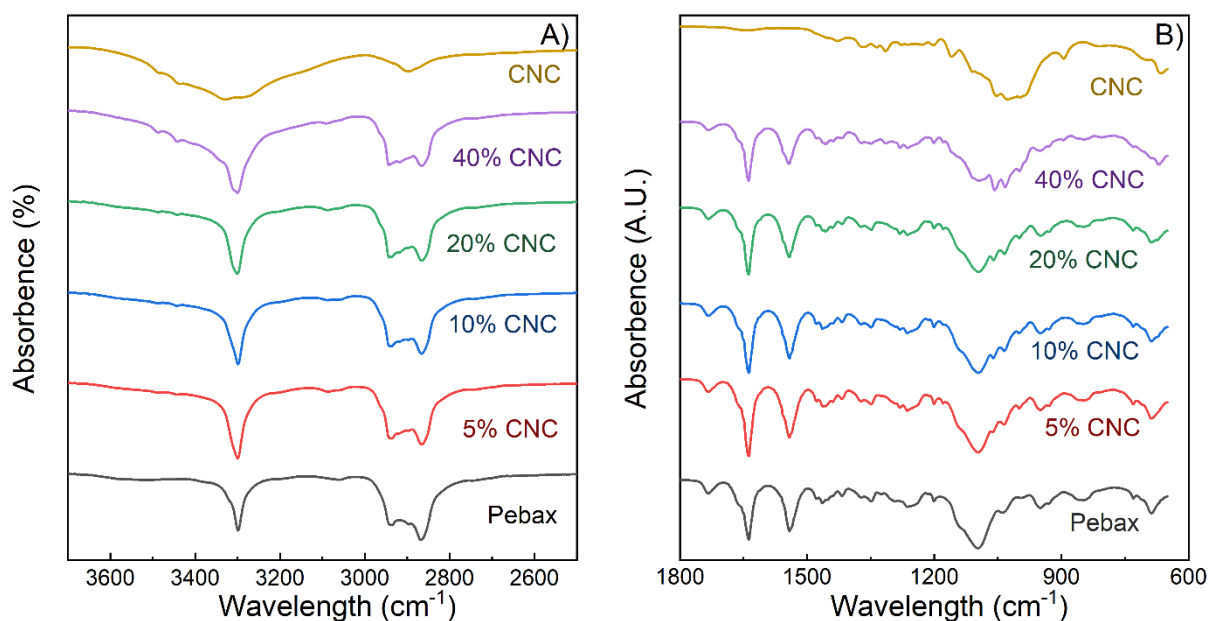 A)
CNC
40% CNC
20% CNC
10% CNC
5% CNC
Pebax
Absorbence (%)
3600 3400 3200 3000 2800 2600
Wavelength (cm⁻¹)
B)
CNC
40% CNC
20% CNC
10% CNC
5% CNC
Pebax
Absorbence (A.U.)
1800 1500 1200 900 600
Wavelength (cm⁻¹)